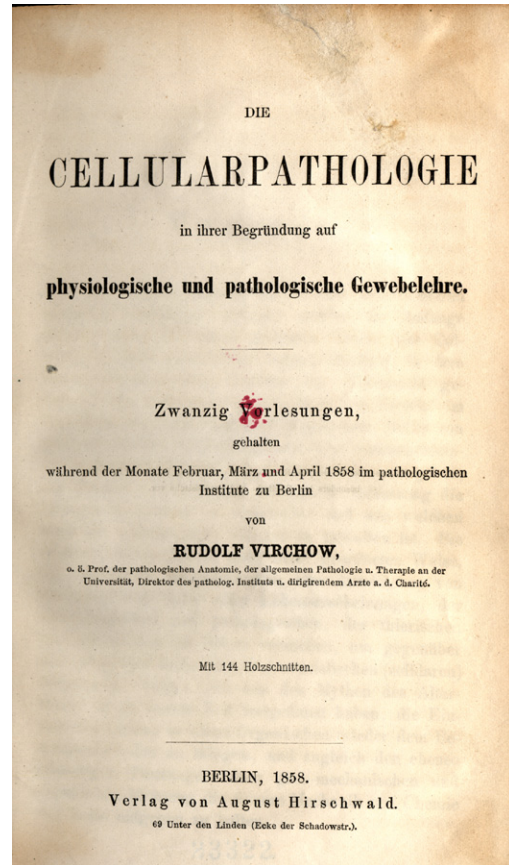 DIE
CELLULARPATHOLOGIE
in ihrer Begründung auf
physiologische und pathologische Gewebelehre.
Zwanzig Vorlesungen,
gehalten
während der Monate Februar, März und April 1858 im pathologischen
Institute zu Berlin
von
RUDOLF VIRCHOW,
o. ö. Prof. der pathologischen Anatomie, der allgemeinen Pathologie u. Therapie an der
Universität, Director des patholog. Instituts u. dirigirendem Arzte a. d. Charité.
Mit 144 Holzschnitten.
BERLIN, 1858.
Verlag von August Hirschwald.
69 Unter den Linden (Ecke der Schadowstr.).